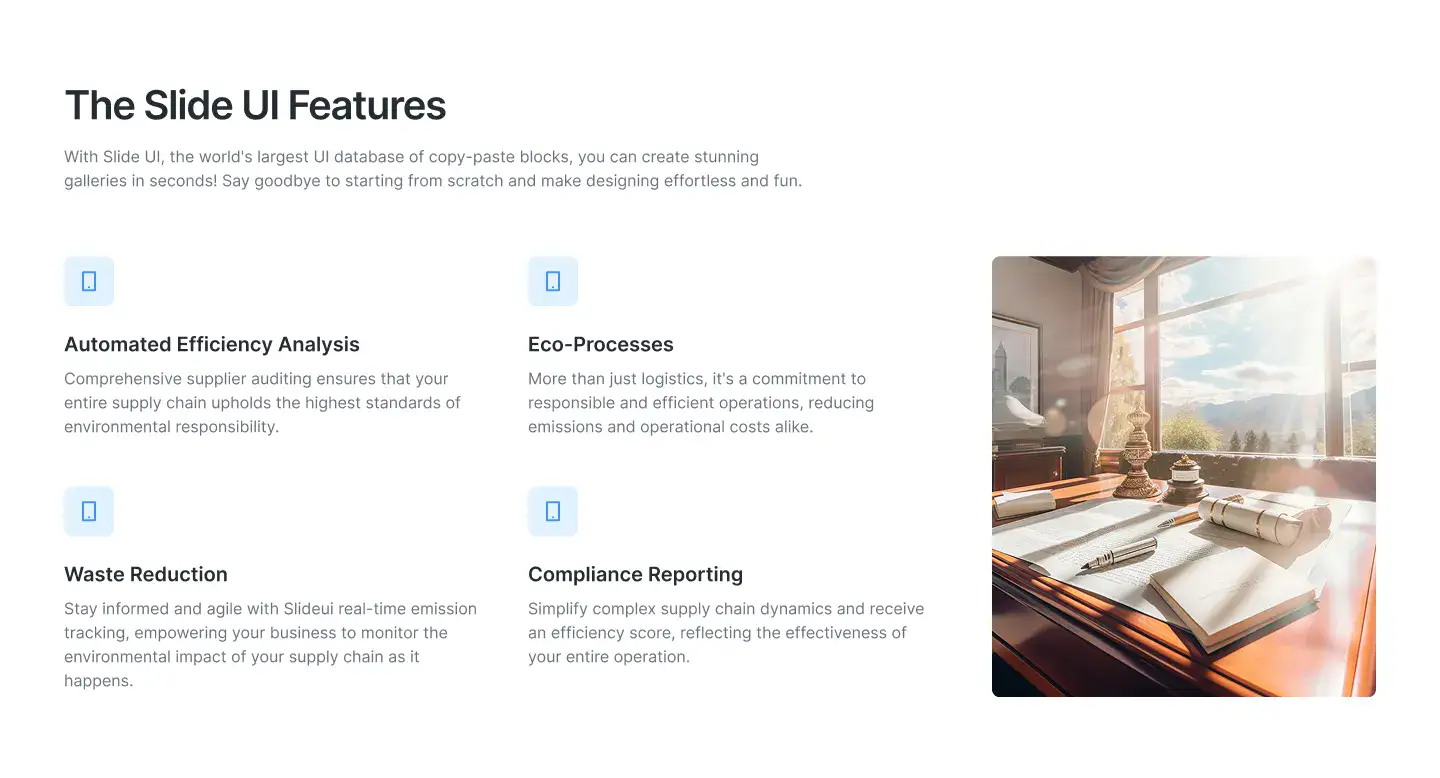 The Slide UI Features
With Slide UI, the world's largest UI database of copy-paste blocks, you can create stunning
galleries in seconds! Say goodbye to starting from scratch and make designing effortless and fun.
Automated Efficiency Analysis
Comprehensive supplier auditing ensures that your
entire supply chain upholds the highest standards of
environmental responsibility.
Eco-Processes
More than just logistics, it's a commitment to
responsible and efficient operations, reducing
emissions and operational costs alike.
Waste Reduction
Stay informed and agile with Slideui real-time emission
tracking, empowering your business to monitor the
environmental impact of your supply chain as it
happens.
Compliance Reporting
Simplify complex supply chain dynamics and receive
an efficiency score, reflecting the effectiveness of
your entire operation.